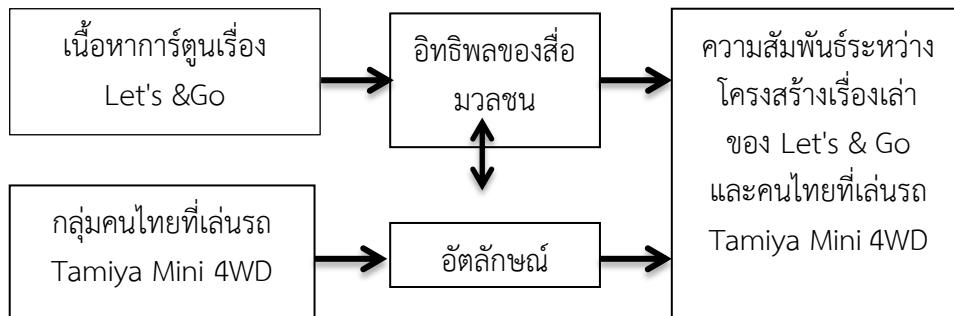 เนื้อหาการ์ตูนเรื่อง
Let's &Go
อิทธิพลของสื่อ
มวลชน
ความสัมพันธ์ระหว่าง
โครงสร้างเรื่องเล่า
ของ Let's & Go
และคนไทยที่เล่นรถ
Tamiya Mini 4WD
กลุ่มคนไทยที่เล่นรถ
Tamiya Mini 4WD
อัตลักษณ์